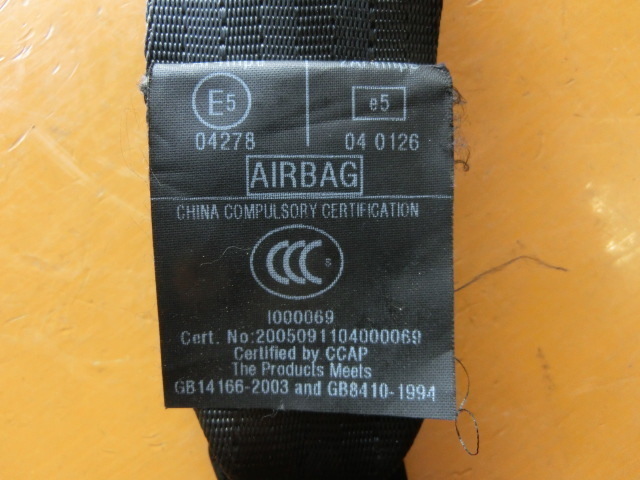 E5 e5
04278 04 0126
AIRBAG
CHINA COMPULSORY CERTIFICATION
CCC S
I000069
Cert. No:2005091104000069
Certified by CCAP
The Products Meets
GB14166-2003 and GB8410-1994